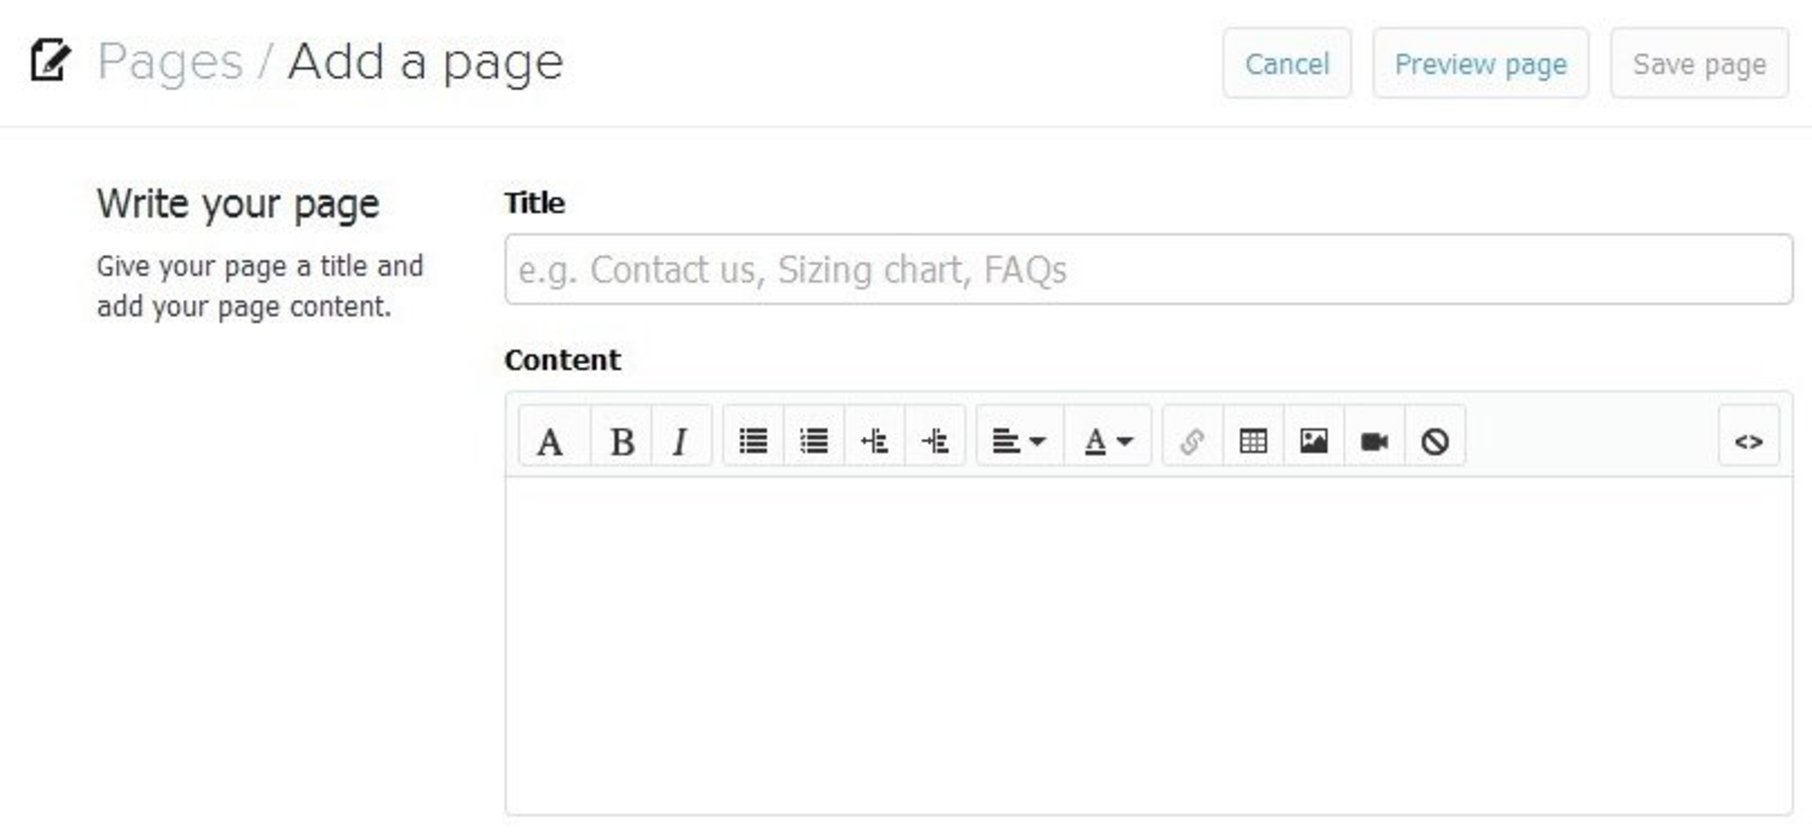 Pages / Add a page
Cancel
Preview page
Save page
Write your page
Give your page a title and
add your page content.
Title
e.g. Contact us, Sizing chart, FAQs
Content
A B I A <>